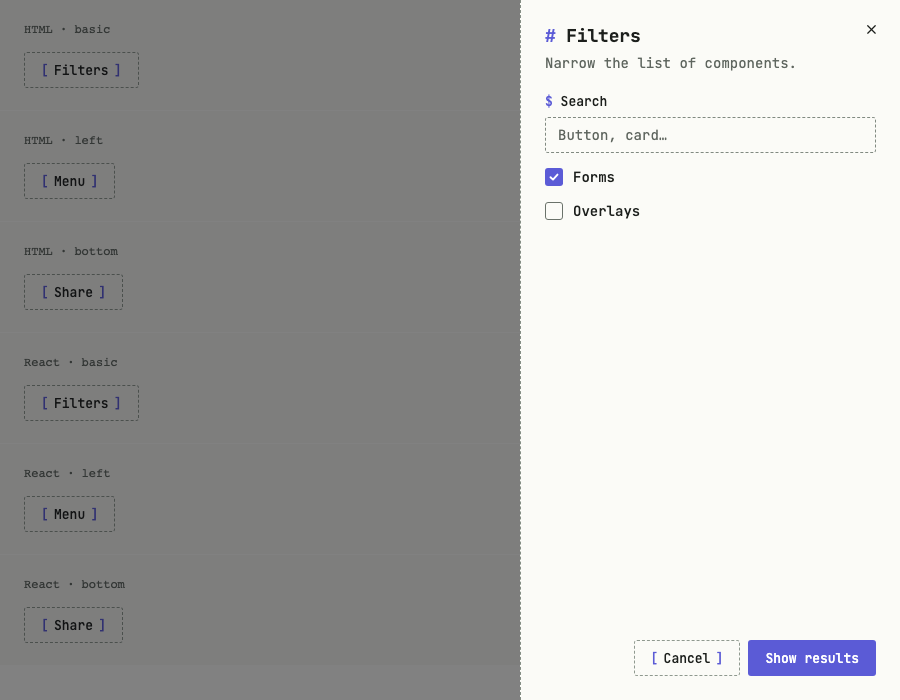 HTML · basic
[ Filters ]
HTML · left
[ Menu ]
HTML · bottom
[ Share ]
React · basic
[ Filters ]
React · left
[ Menu ]
React · bottom
[ Share ]
# Filters
Narrow the list of components.
$ Search
Button, card…
Forms
Overlays
[ Cancel ]
Show results